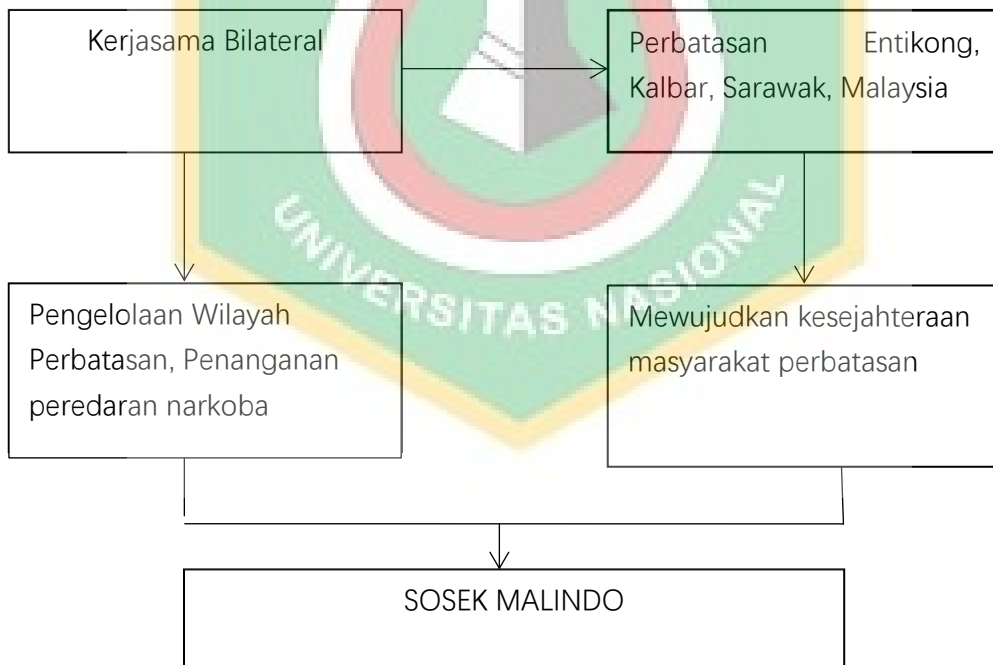 Kerjasama Bilateral
Perbatasan Entikong,
Kalbar, Sarawak, Malaysia
Pengelolaan Wilayah
Perbatasan, Penanganan
peredaran narkoba
Mewujudkan kesejahteraan
masyarakat perbatasan
UNIVERSITAS NASIONAL
SOSEK MALINDO